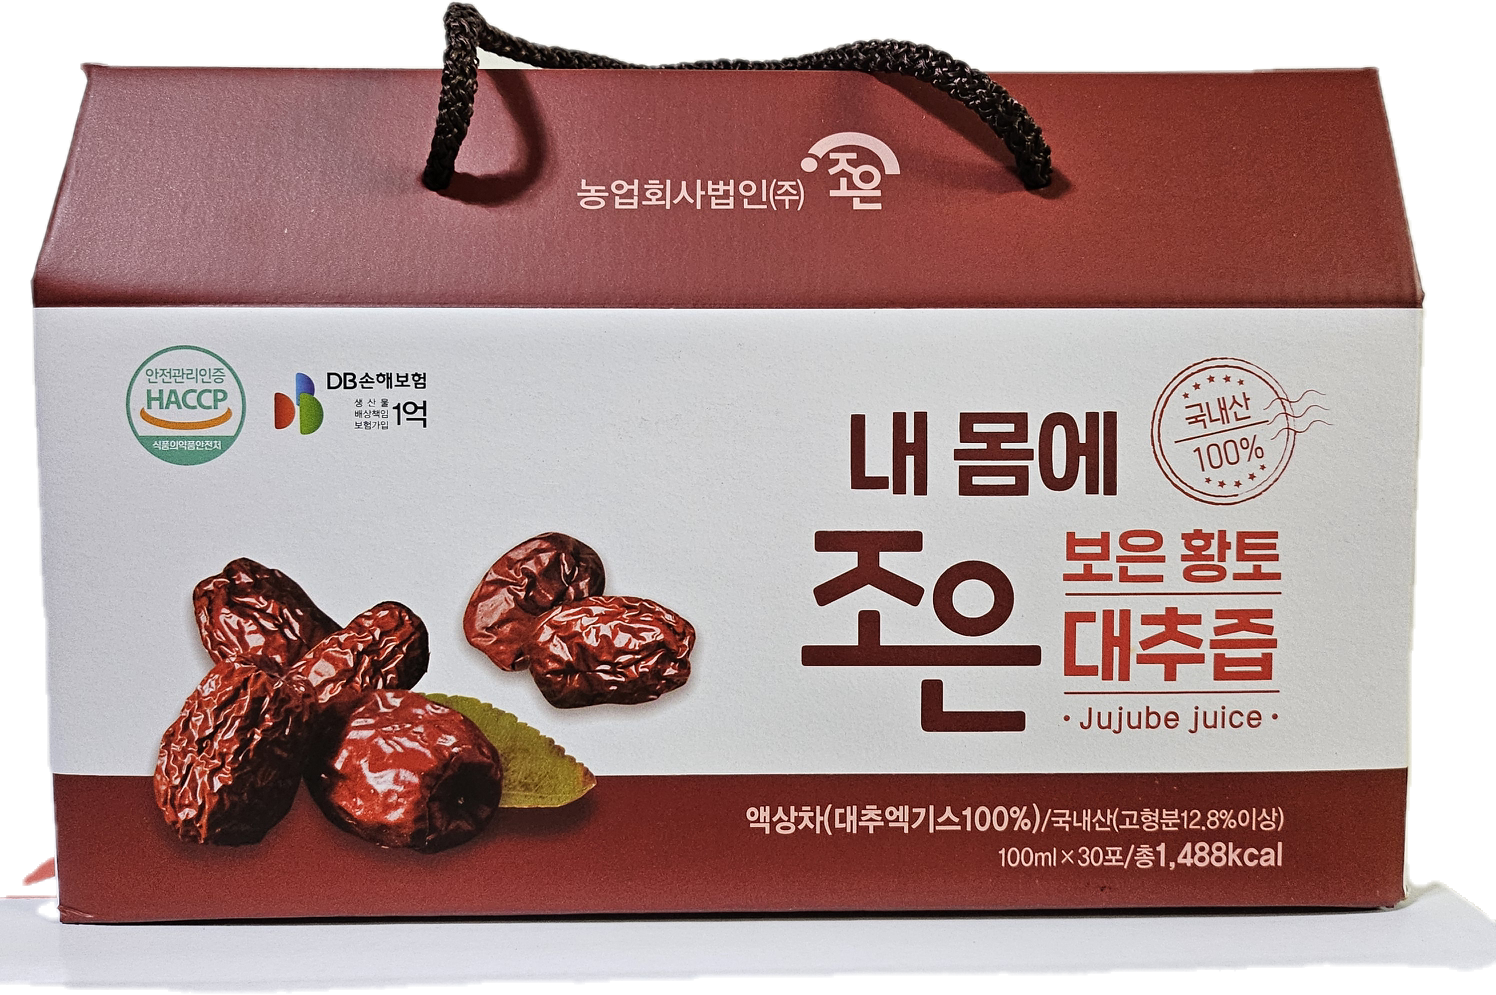 농업회사법인(주) 조은
안전관리인증
HACCP
식품의약품안전처
DB손해보험
생산물
배상책임
보험가입
1억
국내산
100%
내 몸에
조은
보은 황토
대추즙
· Jujube juice ·
액상차(대추엑기스100%)/국내산(고형분12.8%이상)
100ml×30포/총1,488kcal